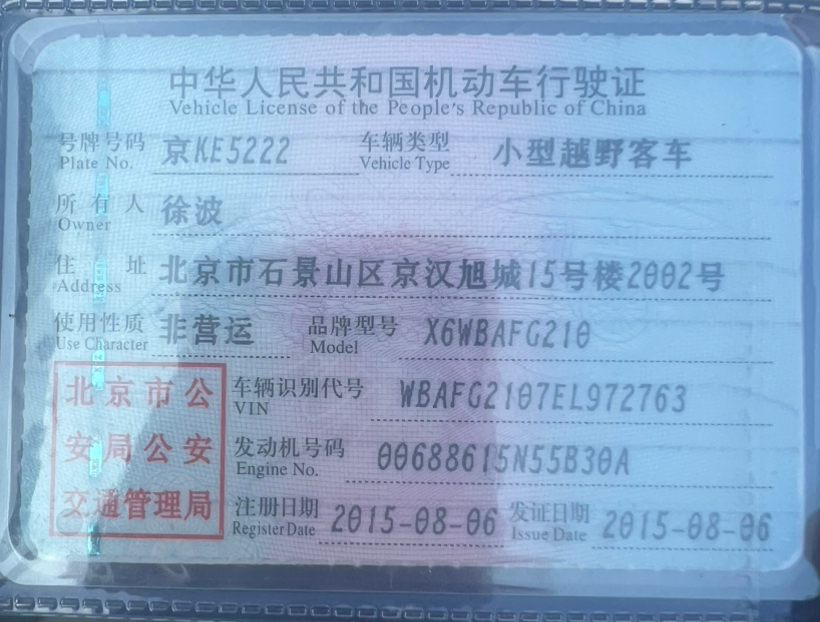 中华人民共和国机动车行驶证
Vehicle License of the People's Republic of China
号牌号码 京KE5222 车辆类型 小型越野客车
Plate No. Vehicle Type
所有人 徐波
Owner
住址 北京市石景山区京汉旭城15号楼2002号
Address
使用性质 非营运 品牌型号 X6WBAFG210
Use Character Model
北京市公 车辆识别代号 WBAFG2107EL972763
VIN
安局公安 发动机号码 00688615N55B30A
Engine No.
交通管理局 注册日期 2015-08-06 发证日期 2015-08-06
Register Date Issue Date